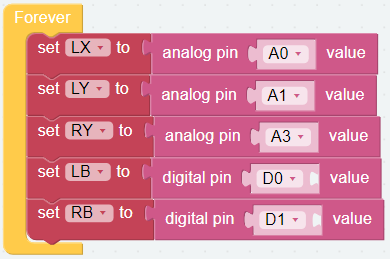 Forever
set LX to analog pin A0 value
set LY to analog pin A1 value
set RY to analog pin A3 value
set LB to digital pin D0 value
set RB to digital pin D1 value